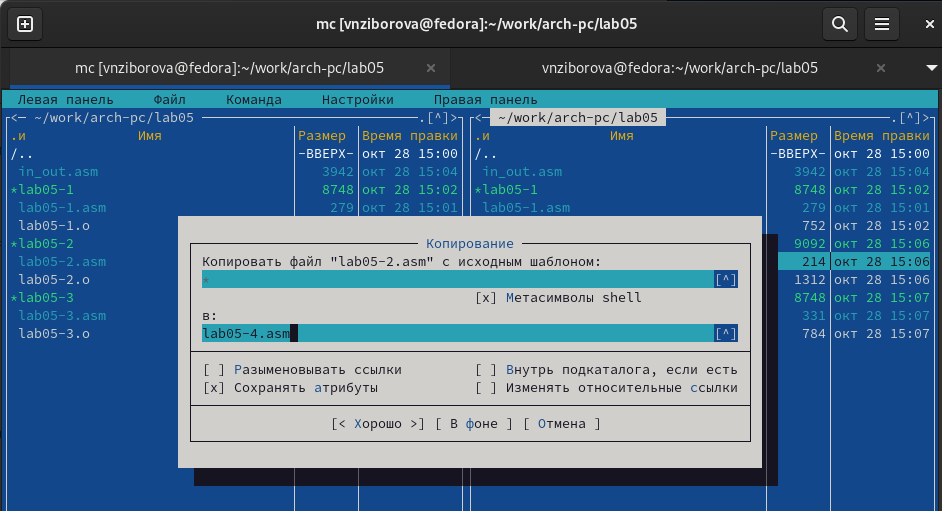 mc [vnziborova@fedora]:~/work/arch-pc/lab05
mc [vnziborova@fedora]:~/work/arch-pc/lab05 × vnziborova@fedora:~/work/arch-pc/lab05 ×
Левая панель Файл Команда Настройки Правая панель
<─ ~/work/arch-pc/lab05 .[^]> <─ ~/work/arch-pc/lab05 .[^]>
.и Имя Размер Время правки .и Имя Размер Время правки
/.. -ВВЕРХ- окт 28 15:00 /.. -ВВЕРХ- окт 28 15:00
in_out.asm 3942 окт 28 15:04 in_out.asm 3942 окт 28 15:04
*lab05-1 8748 окт 28 15:02 *lab05-1 8748 окт 28 15:02
lab05-1.asm 279 окт 28 15:01 lab05-1.asm 279 окт 28 15:01
lab05-1.o 752 окт 28 15:02
*lab05-2 Копирование 9092 окт 28 15:06
lab05-2.asm Копировать файл "lab05-2.asm" с исходным шаблоном: 214 окт 28 15:06
lab05-2.o * [^] 1312 окт 28 15:06
*lab05-3 [x] Метасимволы shell 8748 окт 28 15:07
lab05-3.asm в: 331 окт 28 15:07
lab05-3.o lab05-4.asm [^] 784 окт 28 15:07
[ ] Разыменовывать ссылки [ ] Внутрь подкаталога, если есть
[x] Сохранять атрибуты [ ] Изменять относительные ссылки
[< Хорошо >] [ В фоне ] [ Отмена ]